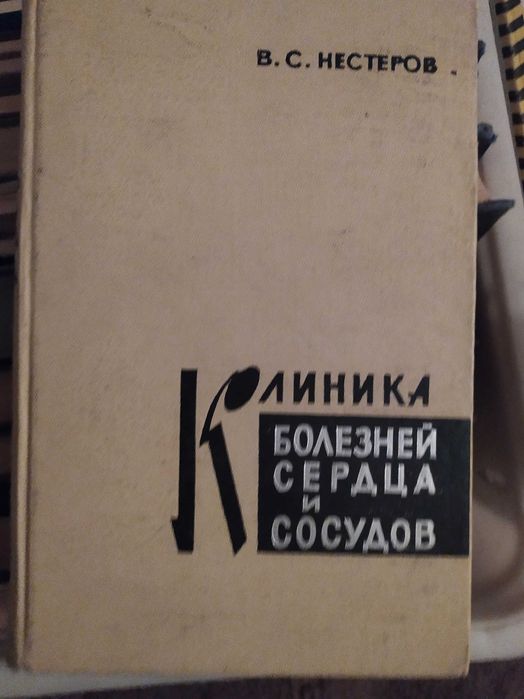 В. С. НЕСТЕРОВ
КЛИНИКА
БОЛЕЗНЕЙ
СЕРДЦА
И
СОСУДОВ